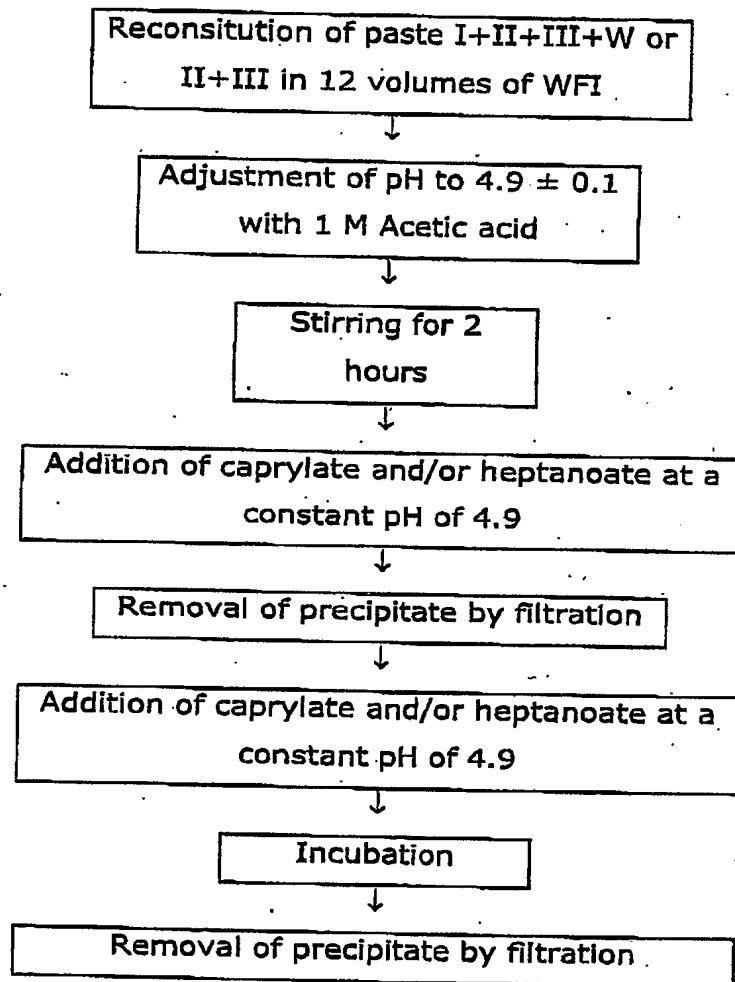 Reconsitution of paste I+II+III+W or
II+III in 12 volumes of WFI
↓
Adjustment of pH to 4.9 ± 0.1
with 1 M Acetic acid
↓
Stirring for 2
hours
↓
Addition of caprylate and/or heptanoate at a
constant pH of 4.9
↓
Removal of precipitate by filtration
↓
Addition of caprylate and/or heptanoate at a
constant pH of 4.9
↓
Incubation
↓
Removal of precipitate by filtration